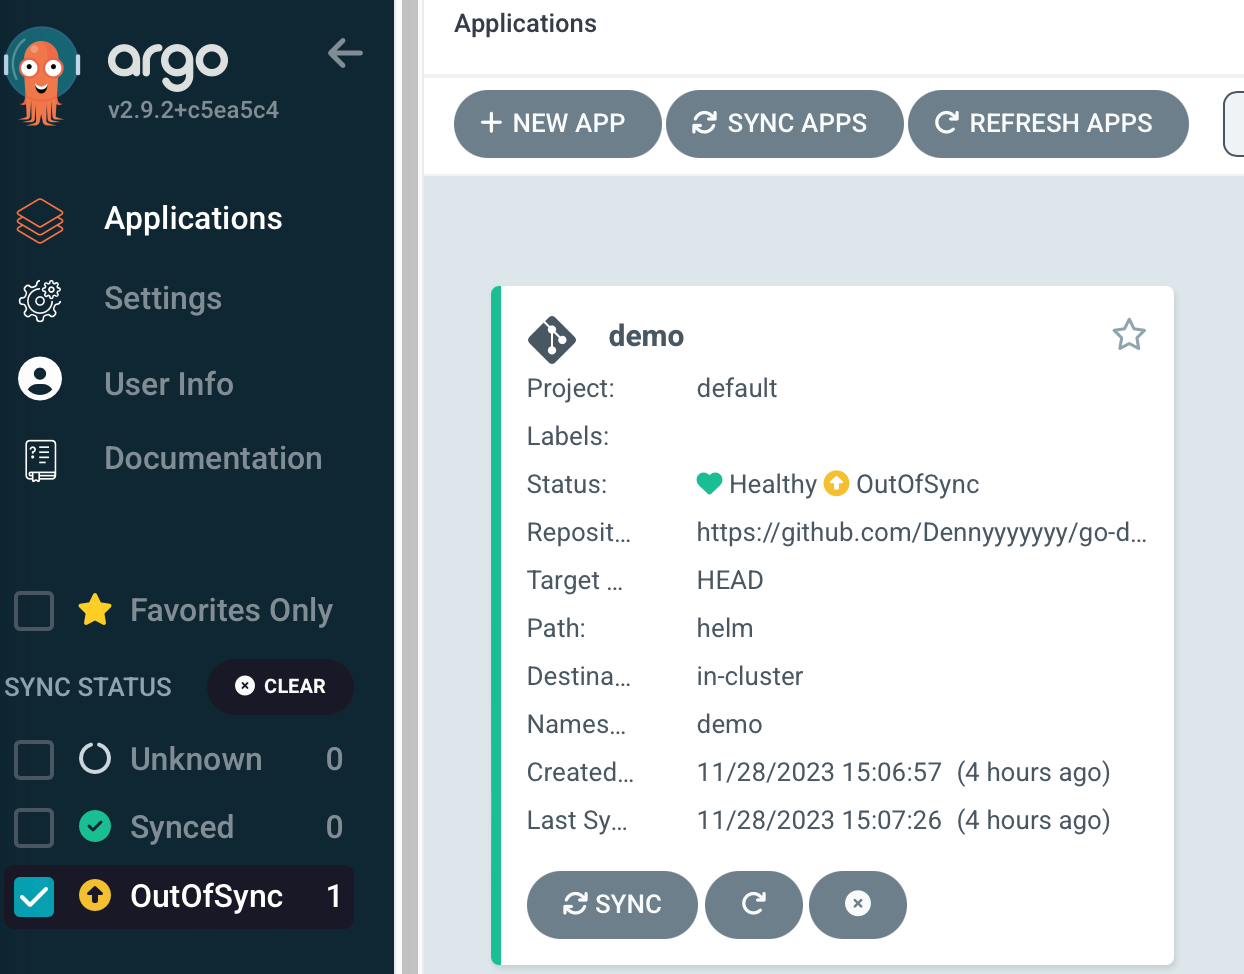 argo
v2.9.2+c5ea5c4
Applications
Settings
User Info
Documentation
Favorites Only
SYNC STATUS CLEAR
Unknown 0
Synced 0
OutOfSync 1
Applications
NEW APP SYNC APPS REFRESH APPS
demo
Project: default
Labels:
Status: Healthy OutOfSync
Reposit... https://github.com/Dennyyyyyyy/go-d...
Target ... HEAD
Path: helm
Destina... in-cluster
Names... demo
Created... 11/28/2023 15:06:57 (4 hours ago)
Last Sy... 11/28/2023 15:07:26 (4 hours ago)
SYNC